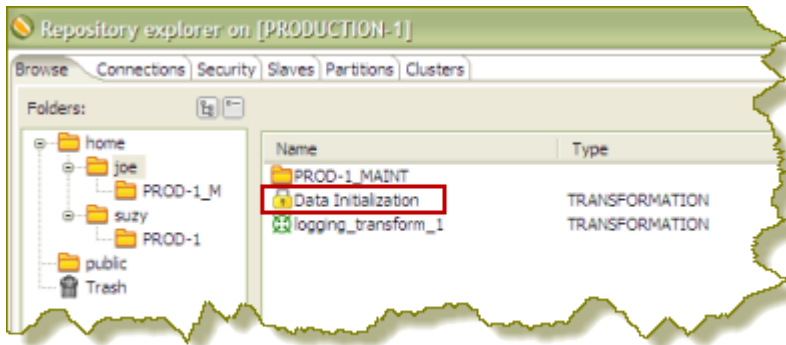 Repository explorer on [PRODUCTION-1]
Browse Connections Security Slaves Partitions Clusters
Folders:
home
joe
PROD-1_M
suzy
PROD-1
public
Trash
Name Type
PROD-1_MAINT
Data Initialization TRANSFORMATION
logging_transform_1 TRANSFORMATION